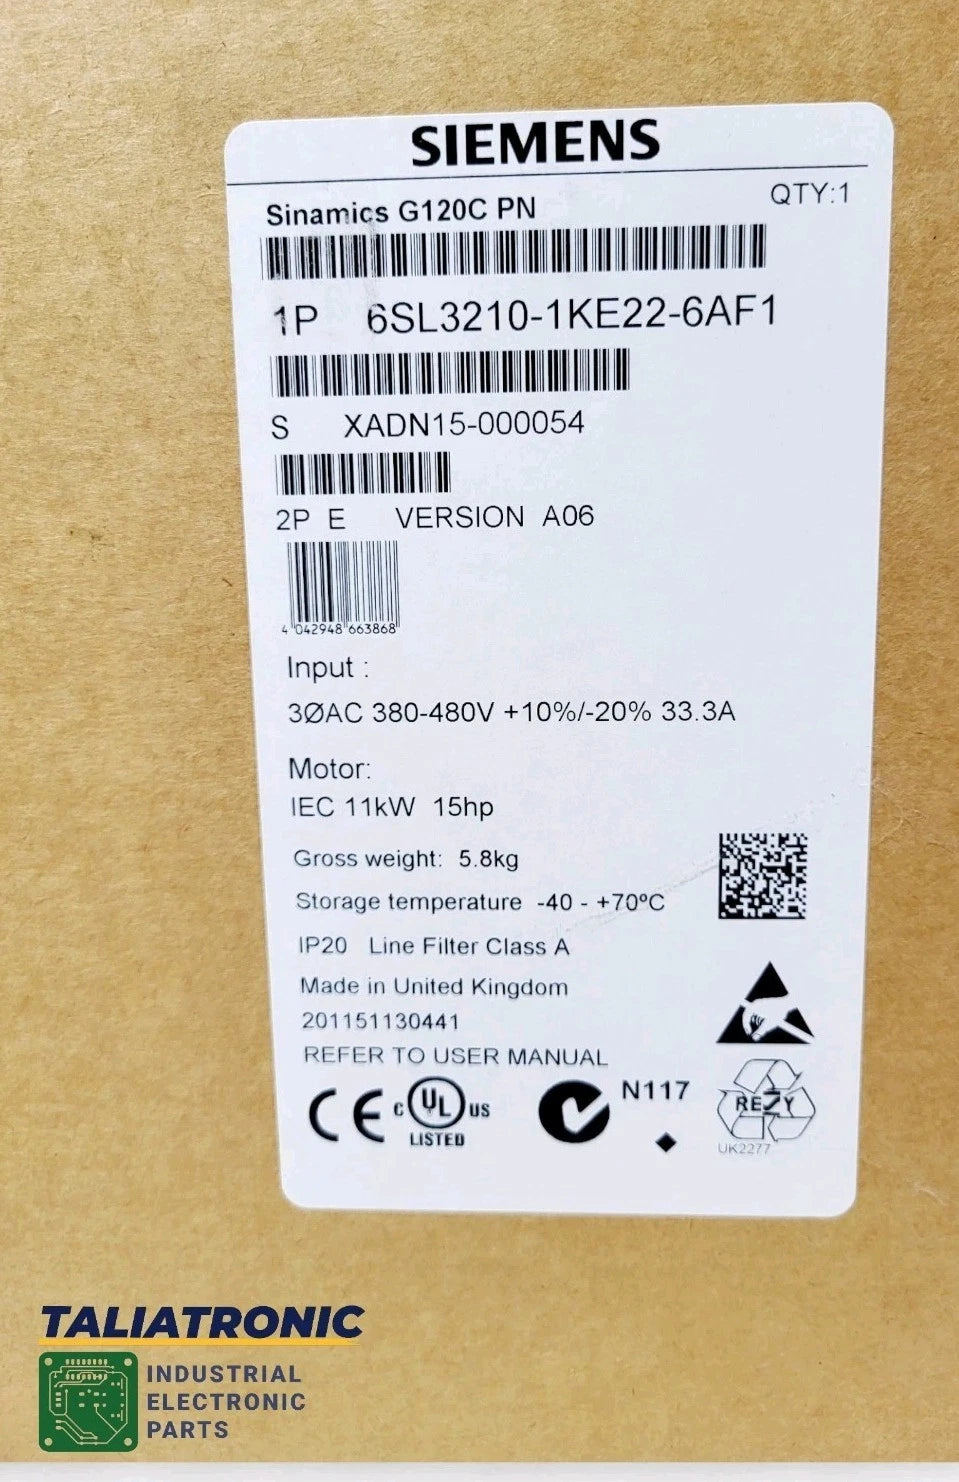 SIEMENS
Sinamics G120C PN
QTY:1
1P 6SL3210-1KE22-6AF1
S XADN15-000054
2P E VERSION A06
4 042948 663868
Input :
3ØAC 380-480V +10%/-20% 33.3A
Motor:
IEC 11kW 15hp
Gross weight: 5.8kg
Storage temperature -40 - +70ºC
IP20 Line Filter Class A
Made in United Kingdom
201151130441
REFER TO USER MANUAL
CE
C UL US
LISTED
N117
REZY
UK2277
TALIATRONIC
INDUSTRIAL
ELECTRONIC
PARTS